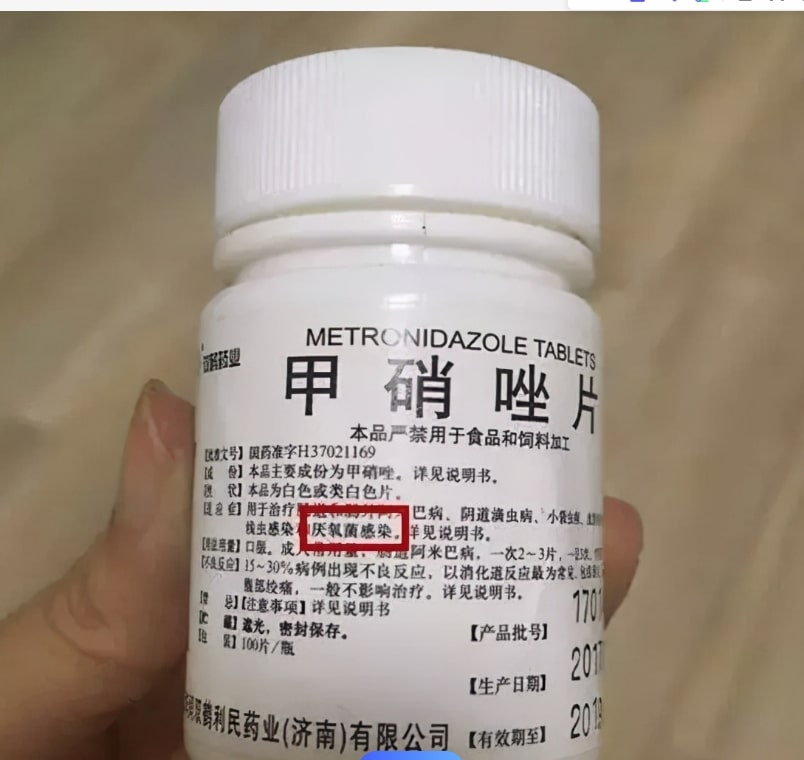 METRONIDAZOLE TABLETS
药业
甲硝唑片
本品严禁用于食品和饲料加工
【批准文号】国药准字H37021169
【成 份】本品主要成份为甲硝唑。详见说明书。
【性 状】本品为白色或类白色片。
【适应症】用于治疗 巴病、阴道滴虫病、小袋虫病、
线虫感染 厌氧菌感染。详见说明书。
【用法用量】口服。成人常用量：肠道阿米巴病，一次2～3片，
【不良反应】15～30%病例出现不良反应，以消化道反应最为常见，
腹部绞痛，一般不影响治疗。详见说明书。
【禁 忌】【注意事项】详见说明书
【贮 藏】遮光，密封保存。
【包 装】100片/瓶
【产品批号】1701
【生产日期】2017
【有效期至】2019
双鹤利民药业(济南)有限公司